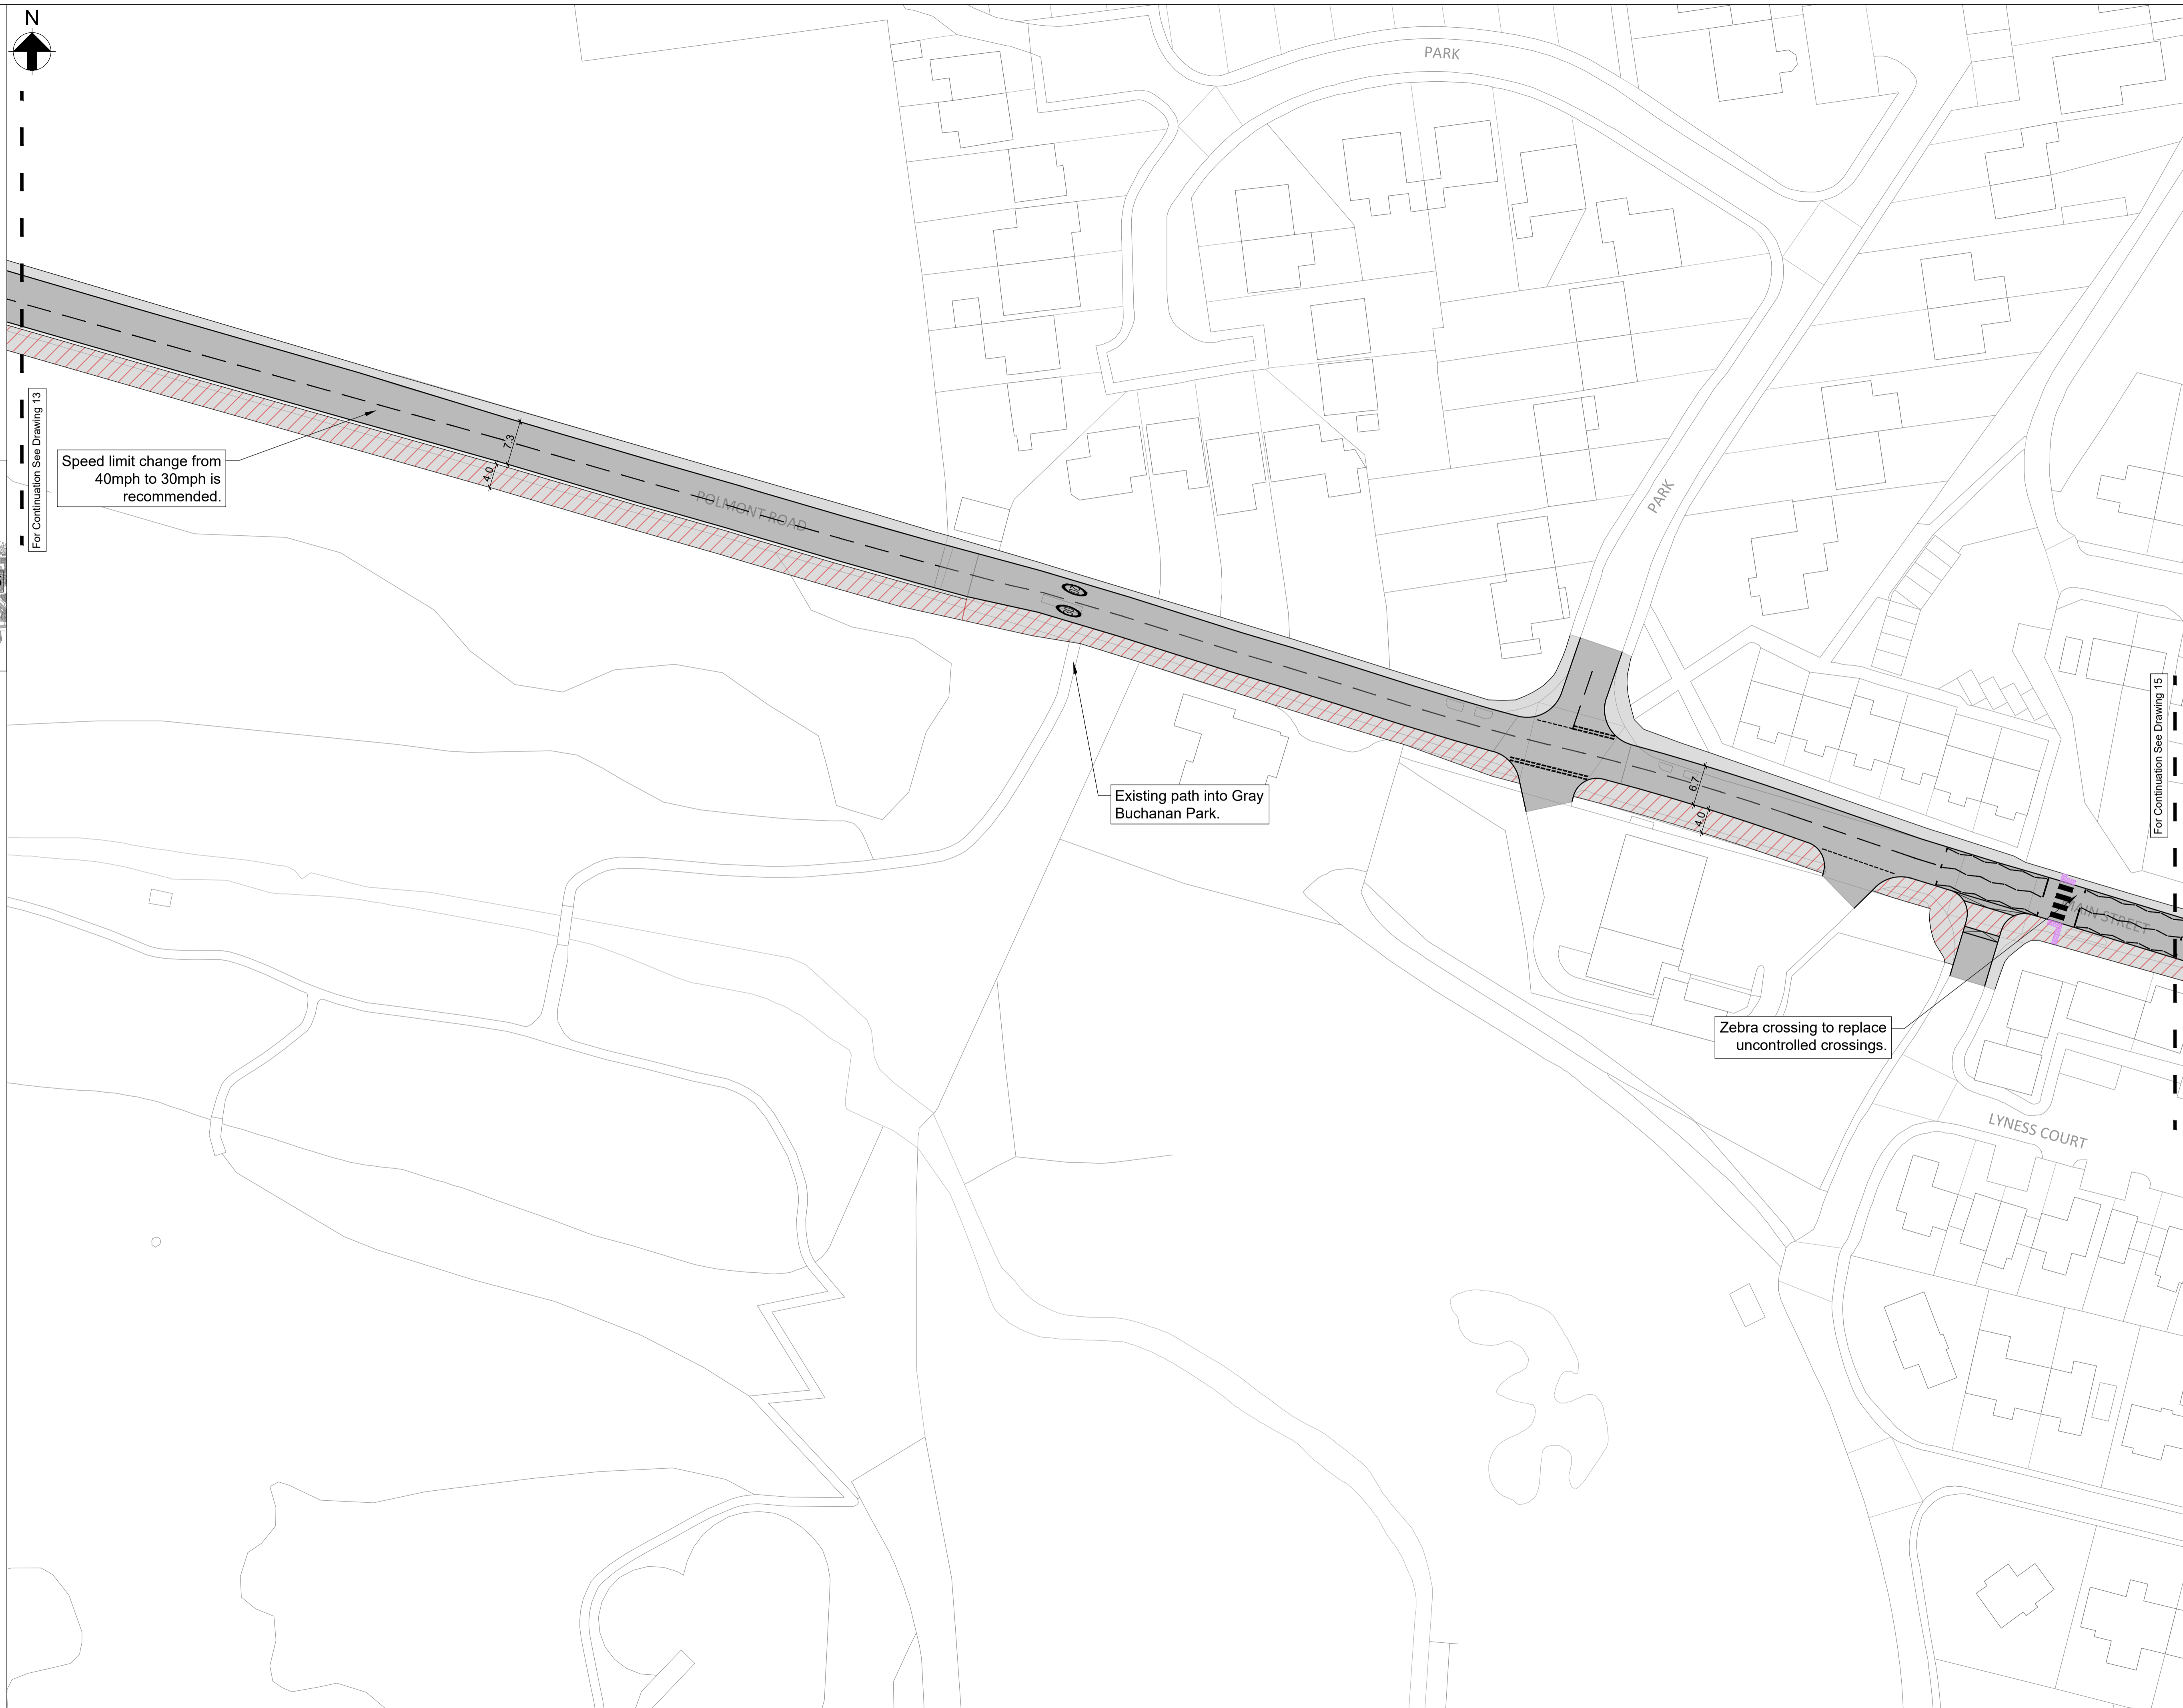 N
PARK
For Continuation See Drawing 13
Speed limit change from
40mph to 30mph is
recommended.
7.3
4.0
POLMONT ROAD
PARK
For Continuation See Drawing 15
Existing path into Gray
Buchanan Park.
6.7
4.0
MAIN STREET
Zebra crossing to replace
uncontrolled crossings.
LYNESS COURT